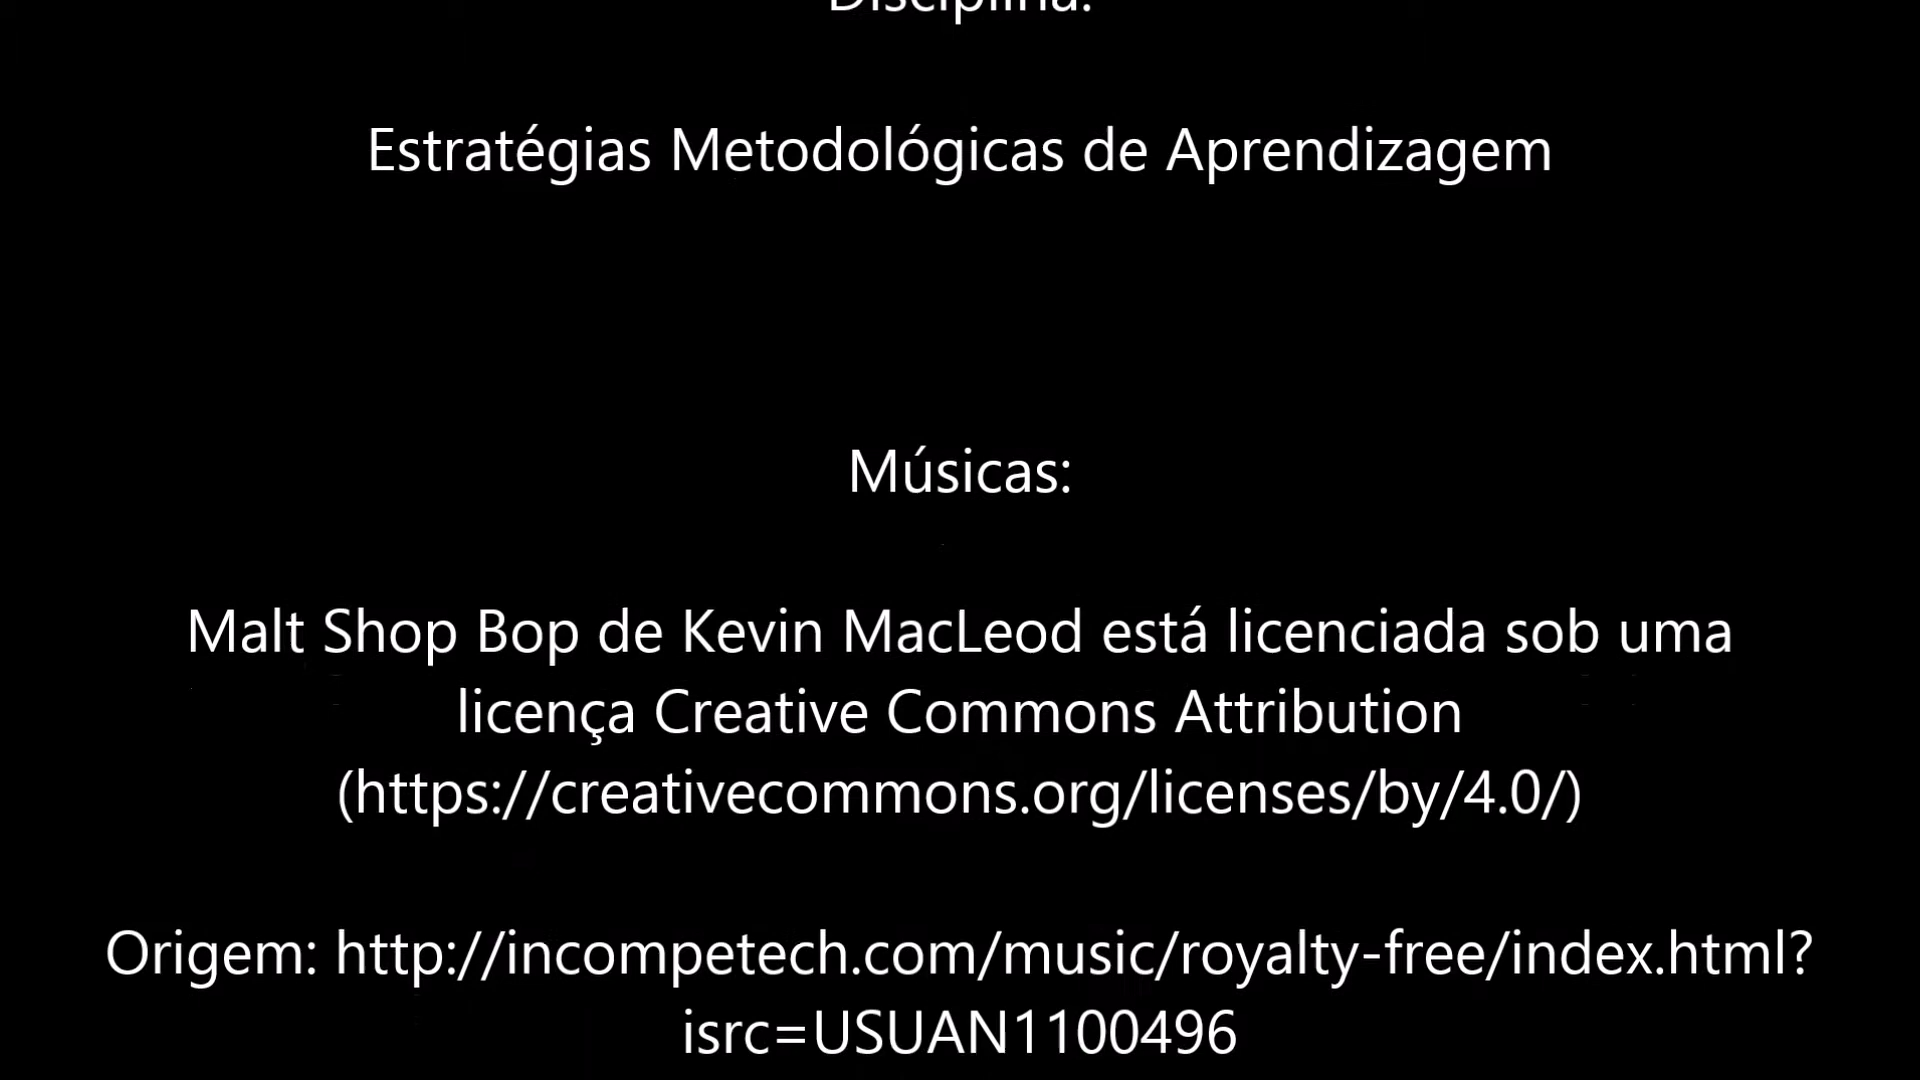 Disciplina:
Estratégias Metodológicas de Aprendizagem
Músicas:
Malt Shop Bop de Kevin MacLeod está licenciada sob uma
licença Creative Commons Attribution
(https://creativecommons.org/licenses/by/4.0/)
Origem: http://incompetech.com/music/royalty-free/index.html?
isrc=USUAN1100496